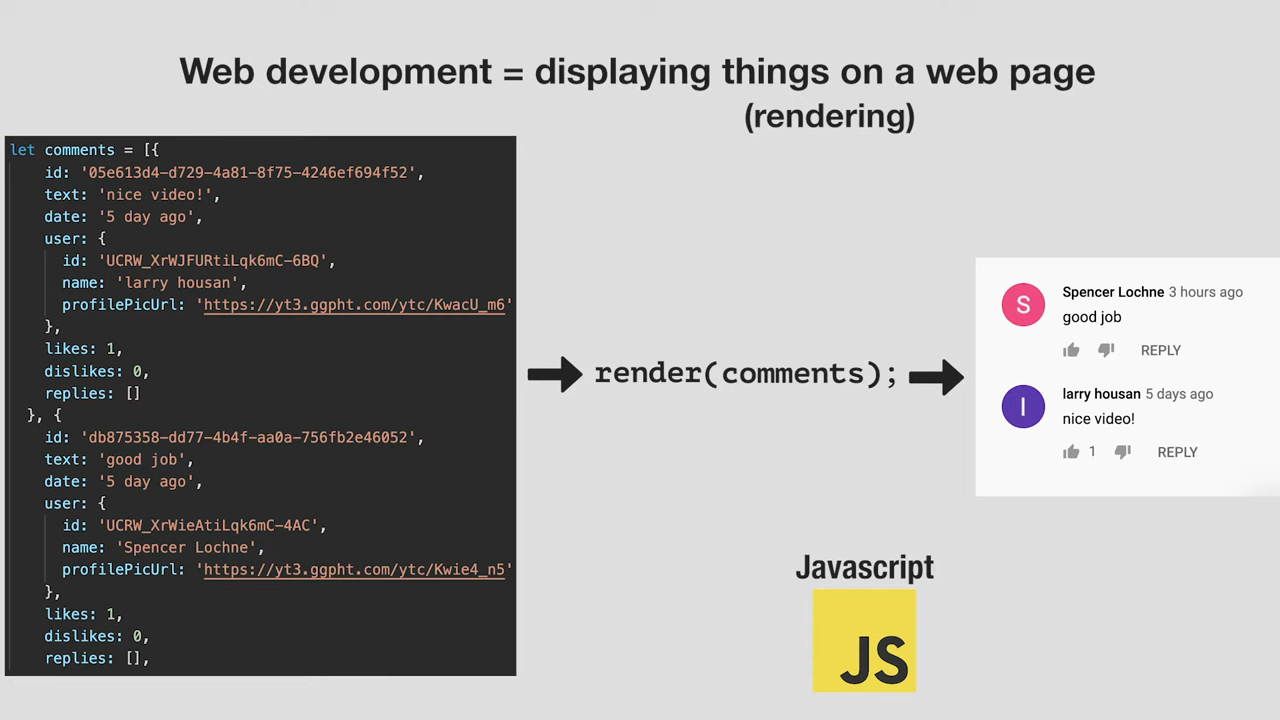 Web development = displaying things on a web page
(rendering)
let comments = [{
id: '05e613d4-d729-4a81-8f75-4246ef694f52',
text: 'nice video!',
date: '5 day ago',
user: {
id: 'UCRW_XrWJFURtiLqk6mC-6BQ',
name: 'larry housan',
profilePicUrl: 'https://yt3.ggpht.com/ytc/KwacU_m6'
},
likes: 1,
dislikes: 0,
replies: []
}, {
id: 'db875358-dd77-4b4f-aa0a-756fb2e46052',
text: 'good job',
date: '5 day ago',
user: {
id: 'UCRW_XrWieAtiLqk6mC-4AC',
name: 'Spencer Lochne',
profilePicUrl: 'https://yt3.ggpht.com/ytc/Kwie4_n5'
},
likes: 1,
dislikes: 0,
replies: [],
render(comments);
S
Spencer Lochne 3 hours ago
good job
REPLY
l
larry housan 5 days ago
nice video!
1 REPLY
Javascript
JS